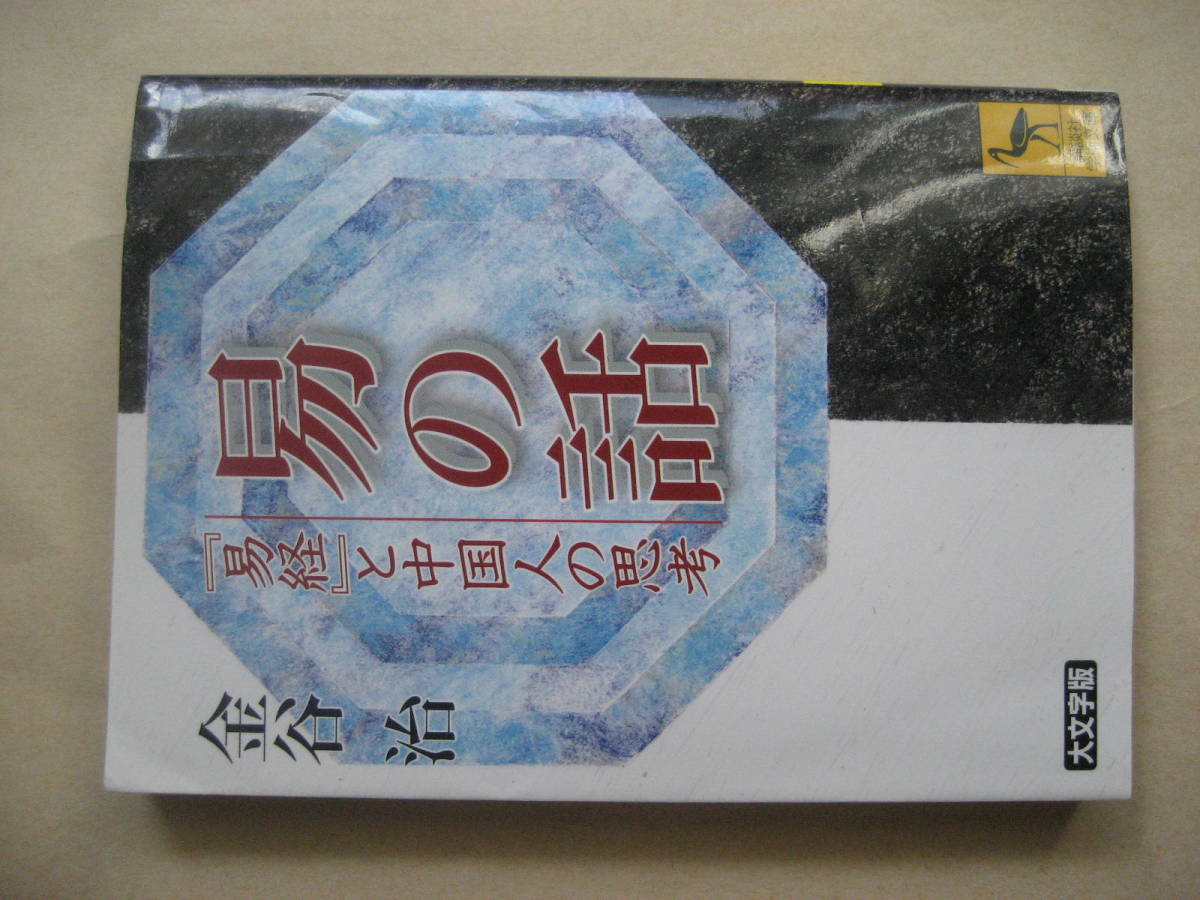 易の話
『易経』と中国人の思考
金谷 治
大文字版